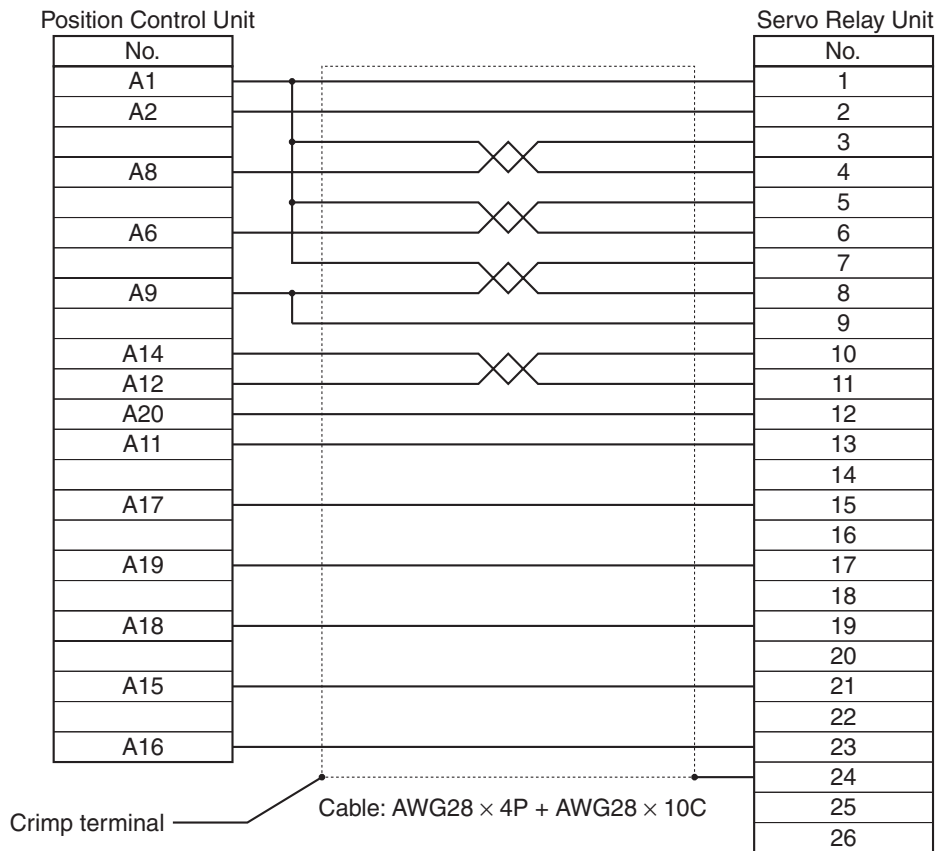 Position Control Unit Servo Relay Unit
No. No.
A1 1
A2 2
3
A8 4
5
A6 6
7
A9 8
9
A14 10
A12 11
A20 12
A11 13
14
A17 15
16
A19 17
18
A18 19
20
A15 21
22
A16 23
24
Cable: AWG28 × 4P + AWG28 × 10C 25
Crimp terminal
26